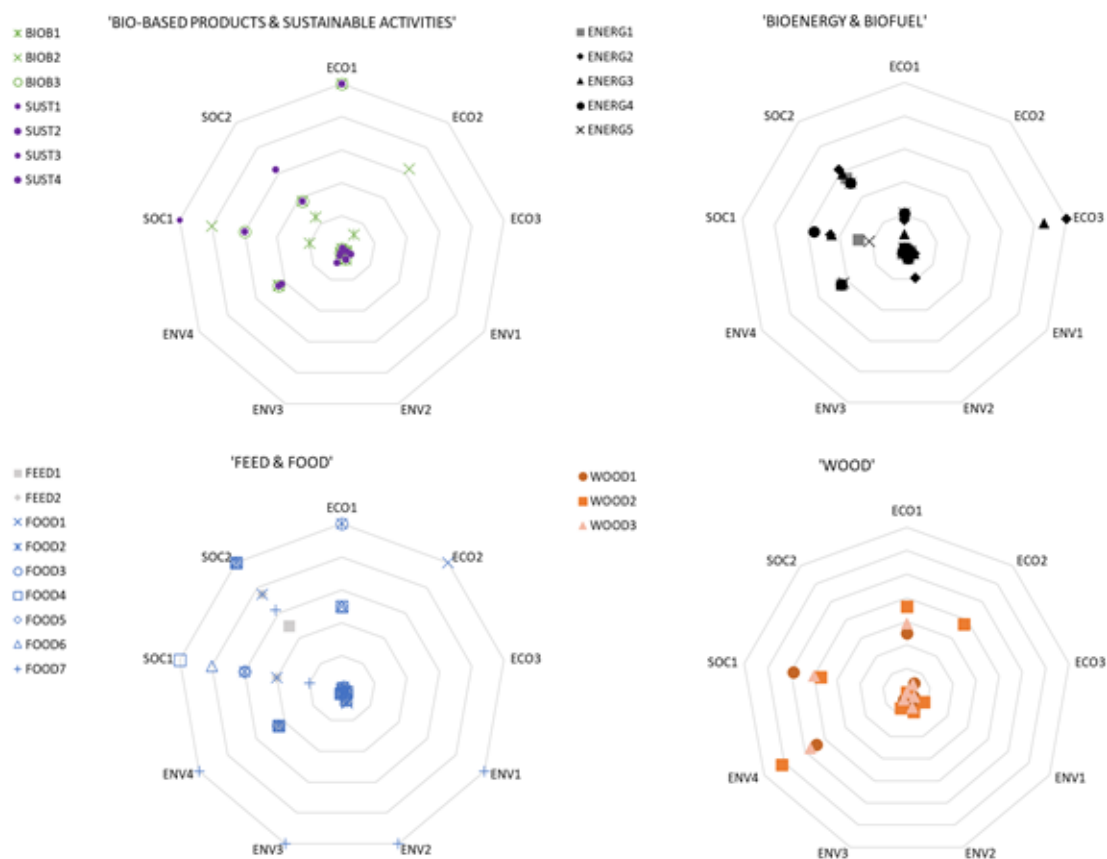 'BIO-BASED PRODUCTS & SUSTAINABLE ACTIVITIES'
BIOB1
BIOB2
BIOB3
SUST1
SUST2
SUST3
SUST4
ECO1
ECO2
ECO3
ENV1
ENV2
ENV3
ENV4
SOC1
SOC2
'BIOENERGY & BIOFUEL'
ENERG1
ENERG2
ENERG3
ENERG4
ENERG5
ECO1
ECO2
ECO3
ENV1
ENV2
ENV3
ENV4
SOC1
SOC2
'FEED & FOOD'
FEED1
FEED2
FOOD1
FOOD2
FOOD3
FOOD4
FOOD5
FOOD6
FOOD7
ECO1
ECO2
ECO3
ENV1
ENV2
ENV3
ENV4
SOC1
SOC2
'WOOD'
WOOD1
WOOD2
WOOD3
ECO1
ECO2
ECO3
ENV1
ENV2
ENV3
ENV4
SOC1
SOC2